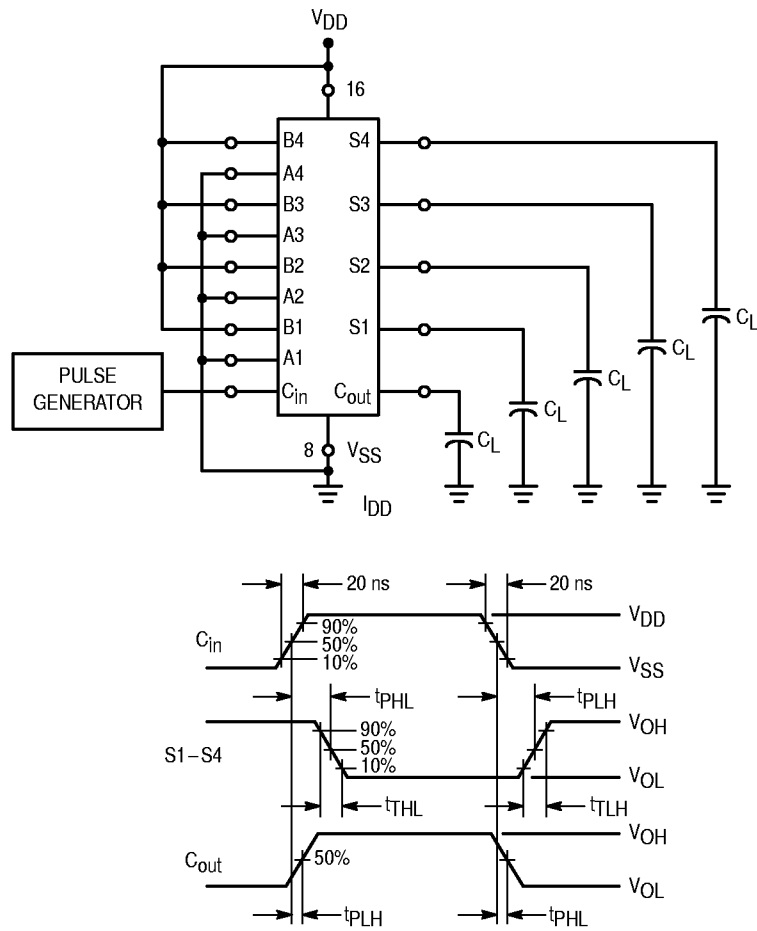 VDD
16
B4 S4
A4
B3 S3
A3
B2 S2
A2
B1 S1
A1
PULSE
GENERATOR
Cin Cout
CL
CL
CL
CL
CL
8 VSS
IDD
20 ns 20 ns
VDD
90%
Cin 50%
10%
VSS
tPHL tPLH
VOH
90%
S1–S4 50%
10%
VOL
tTHL tTLH
VOH
Cout 50%
VOL
tPLH tPHL